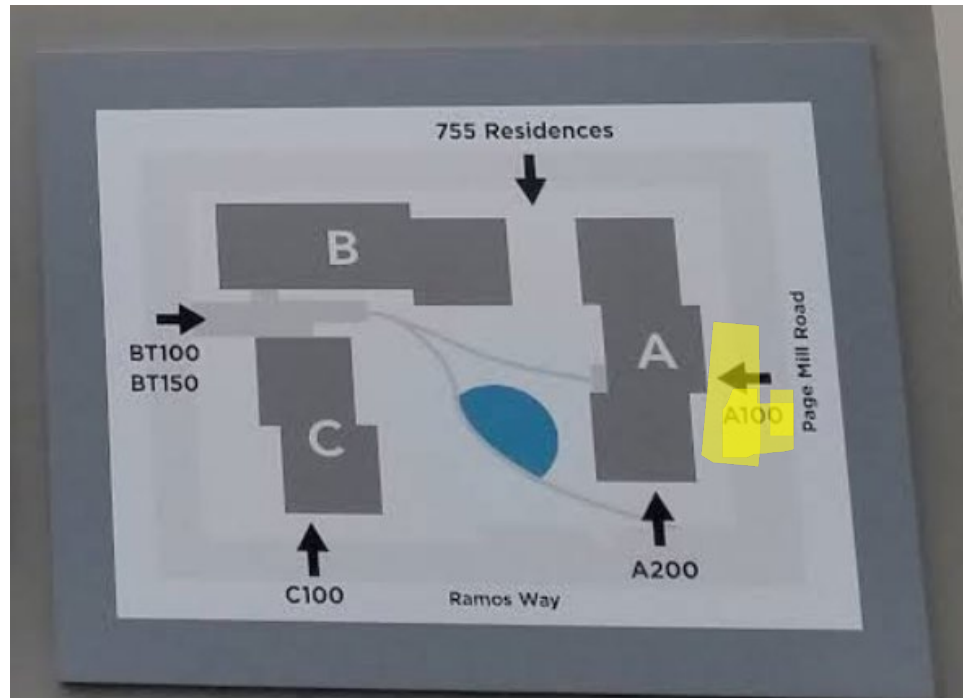 755 Residences
B
A
Page Mill Road
BT100
BT150
A100
C
A200
C100
Ramos Way